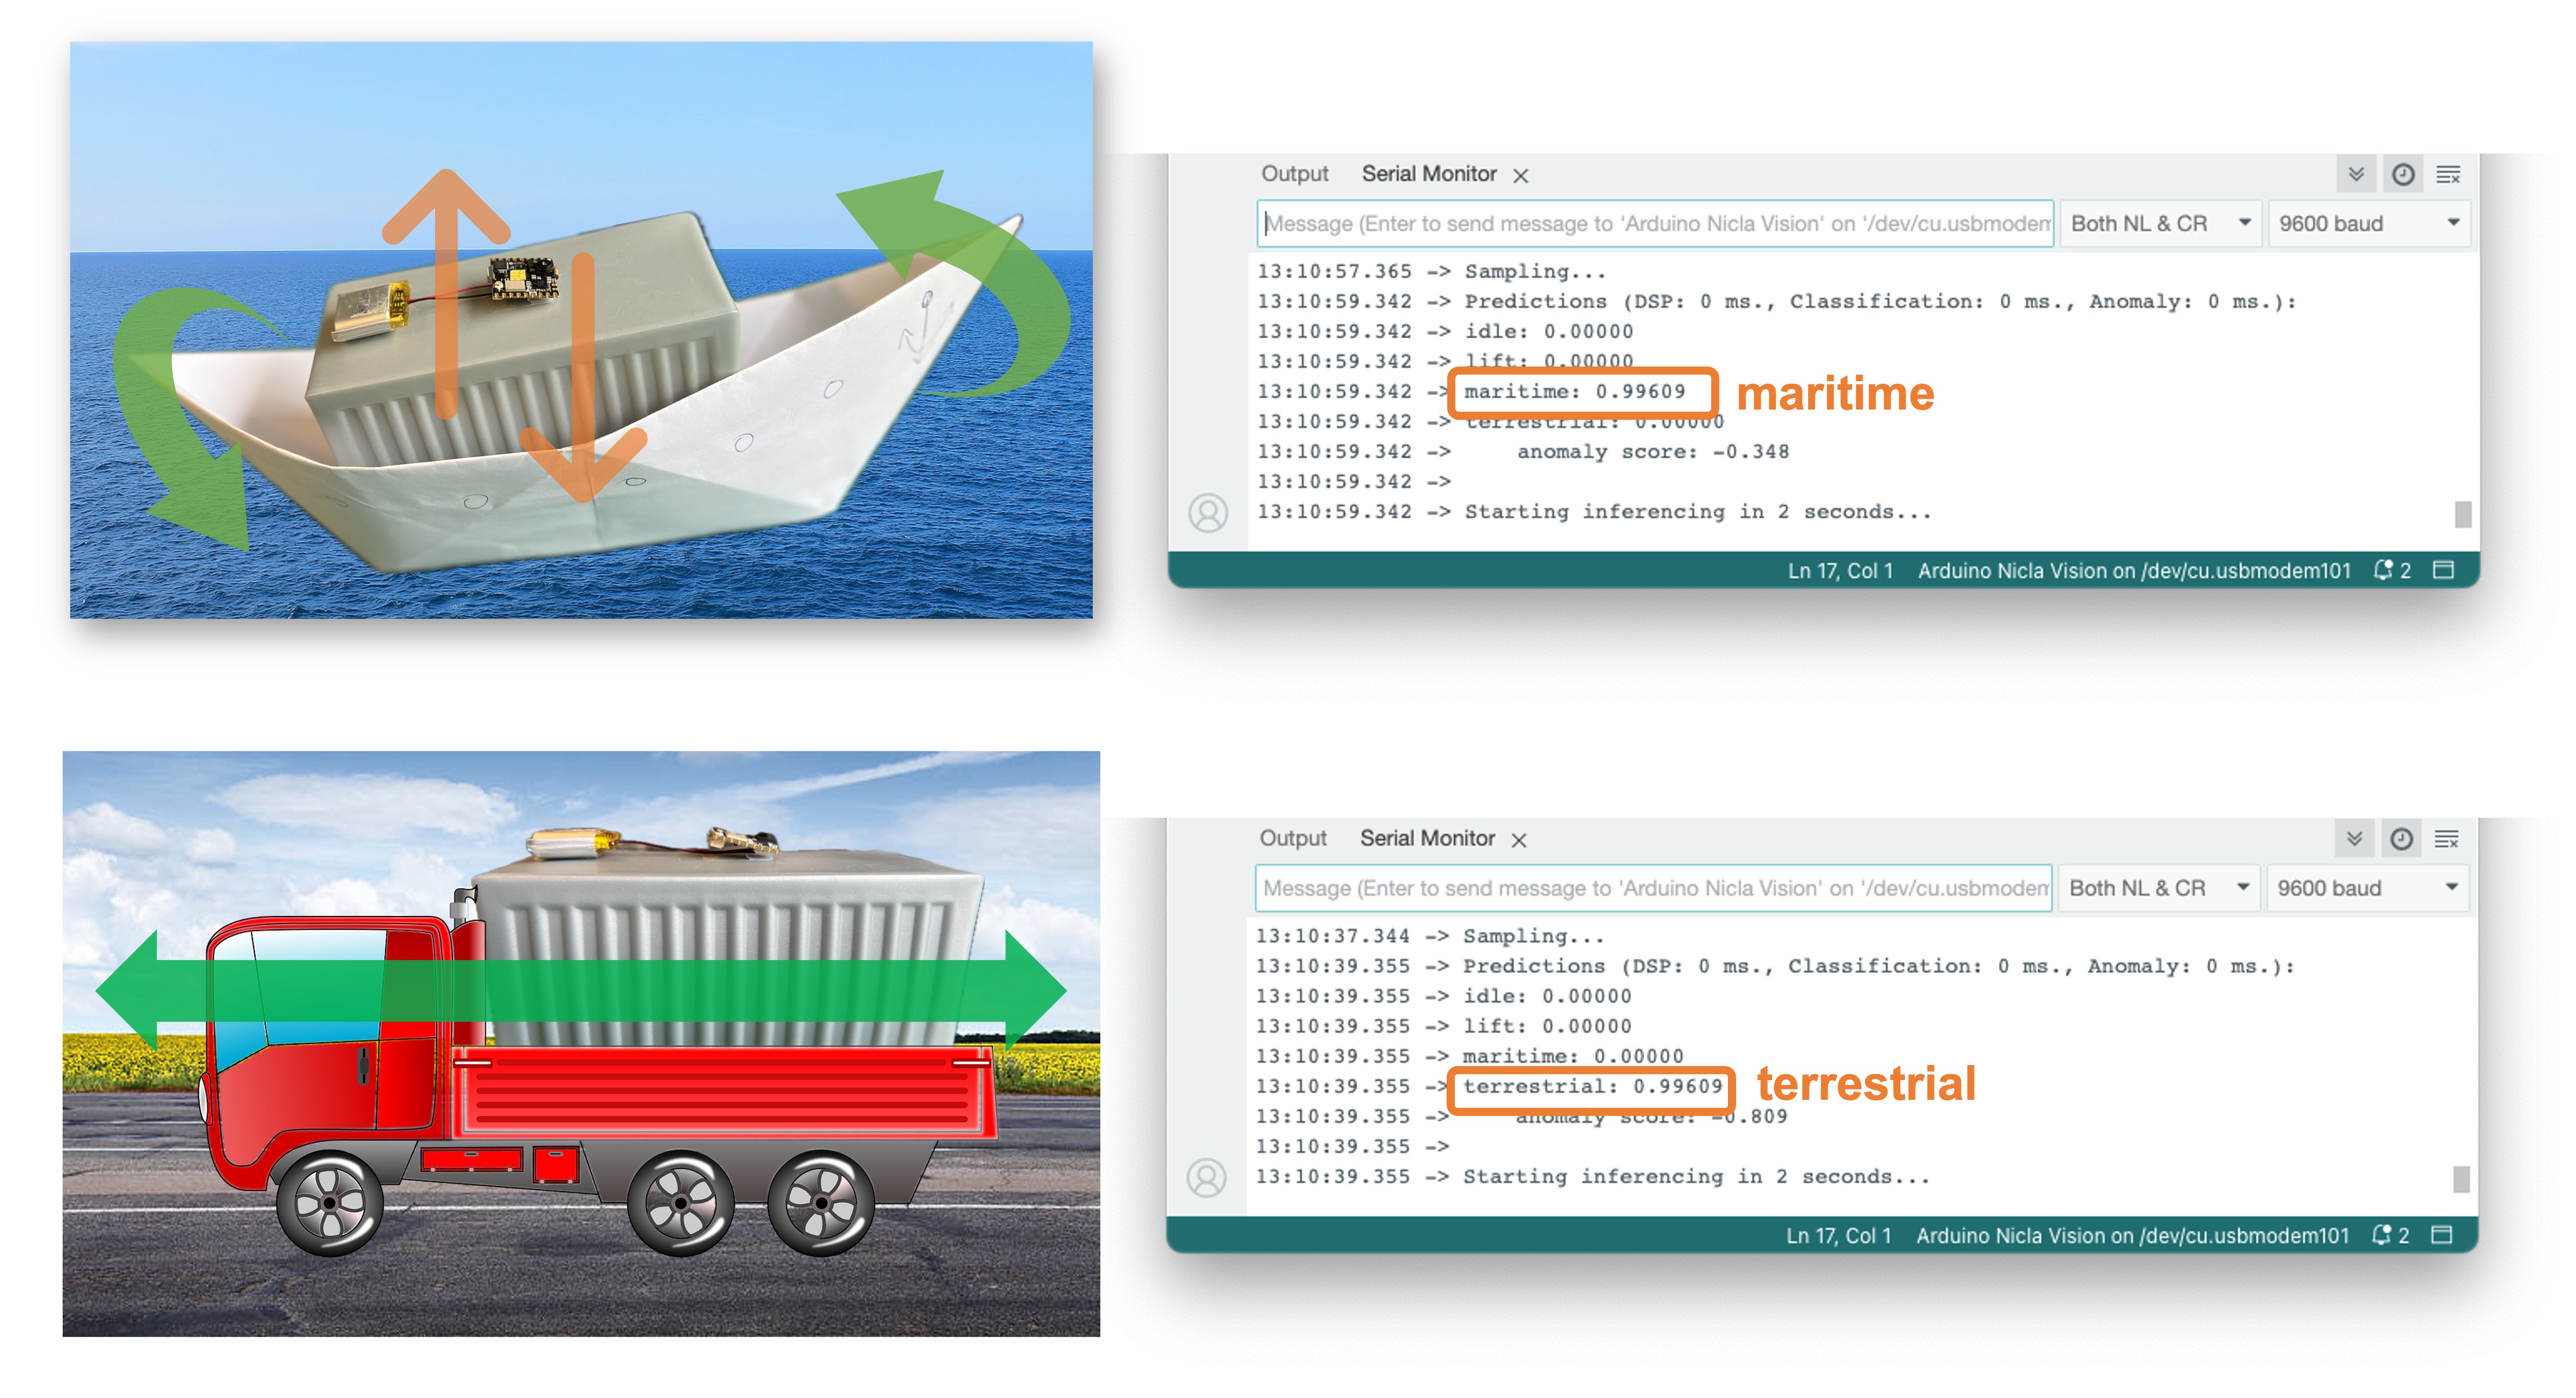 Output Serial Monitor
Message (Enter to send message to 'Arduino Nicla Vision' on '/dev/cu.usbmodem Both NL & CR 9600 baud
13:10:57.365 -> Sampling...
13:10:59.342 -> Predictions (DSP: 0 ms., Classification: 0 ms., Anomaly: 0 ms.):
13:10:59.342 -> idle: 0.00000
13:10:59.342 -> lift: 0.00000
13:10:59.342 -> maritime: 0.99609 maritime
13:10:59.342 -> terrestrial: 0.00000
13:10:59.342 -> anomaly score: -0.348
13:10:59.342 ->
13:10:59.342 -> Starting inferencing in 2 seconds...
Ln 17, Col 1 Arduino Nicla Vision on /dev/cu.usbmodem101 2
Output Serial Monitor
Message (Enter to send message to 'Arduino Nicla Vision' on '/dev/cu.usbmodem Both NL & CR 9600 baud
13:10:37.344 -> Sampling...
13:10:39.355 -> Predictions (DSP: 0 ms., Classification: 0 ms., Anomaly: 0 ms.):
13:10:39.355 -> idle: 0.00000
13:10:39.355 -> lift: 0.00000
13:10:39.355 -> maritime: 0.00000
13:10:39.355 -> terrestrial: 0.99609 terrestrial
13:10:39.355 -> anomaly score: -0.809
13:10:39.355 ->
13:10:39.355 -> Starting inferencing in 2 seconds...
Ln 17, Col 1 Arduino Nicla Vision on /dev/cu.usbmodem101 2